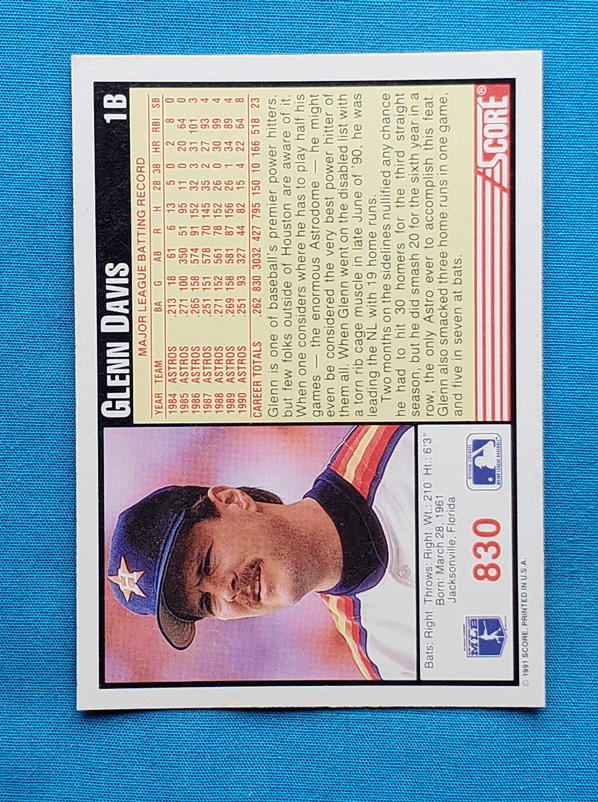 GLENN DAVIS 1B
MAJOR LEAGUE BATTING RECORD
YEAR TEAM BA G AB R H 2B 3B HR RBI SB
1984 ASTROS 213 18 61 6 13 5 0 2 8 0
1985 ASTROS 271 100 350 51 95 11 0 20 64 0
1986 ASTROS 265 158 574 91 152 32 3 31 101 3
1987 ASTROS 251 151 578 70 145 35 2 27 93 4
1988 ASTROS 271 152 561 78 152 26 0 30 99 4
1989 ASTROS 269 158 581 87 156 26 1 34 89 4
1990 ASTROS 251 93 327 44 82 15 4 22 64 8
CAREER TOTALS 262 830 3032 427 795 150 10 166 518 23
Glenn is one of baseball's premier power hitters,
but few folks outside of Houston are aware of it.
When one considers where he has to play half his
games — the enormous Astrodome — he might
even be considered the very best power hitter of
them all. When Glenn went on the disabled list with
a torn rib cage muscle in late June of '90, he was
leading the NL with 19 home runs.
Two months on the sidelines nullified any chance
he had to hit 30 homers for the third straight
season, but he did smash 20 for the sixth year in a
row, the only Astro ever to accomplish this feat.
Glenn also smacked three home runs in one game,
and five in seven at bats.
SCORE®
H
Bats: Right Throws: Right Wt.: 210 Ht.: 6'3"
Born: March 28, 1961
Jacksonville, Florida
MLB
830
© 1991 SCORE, PRINTED IN U.S.A.